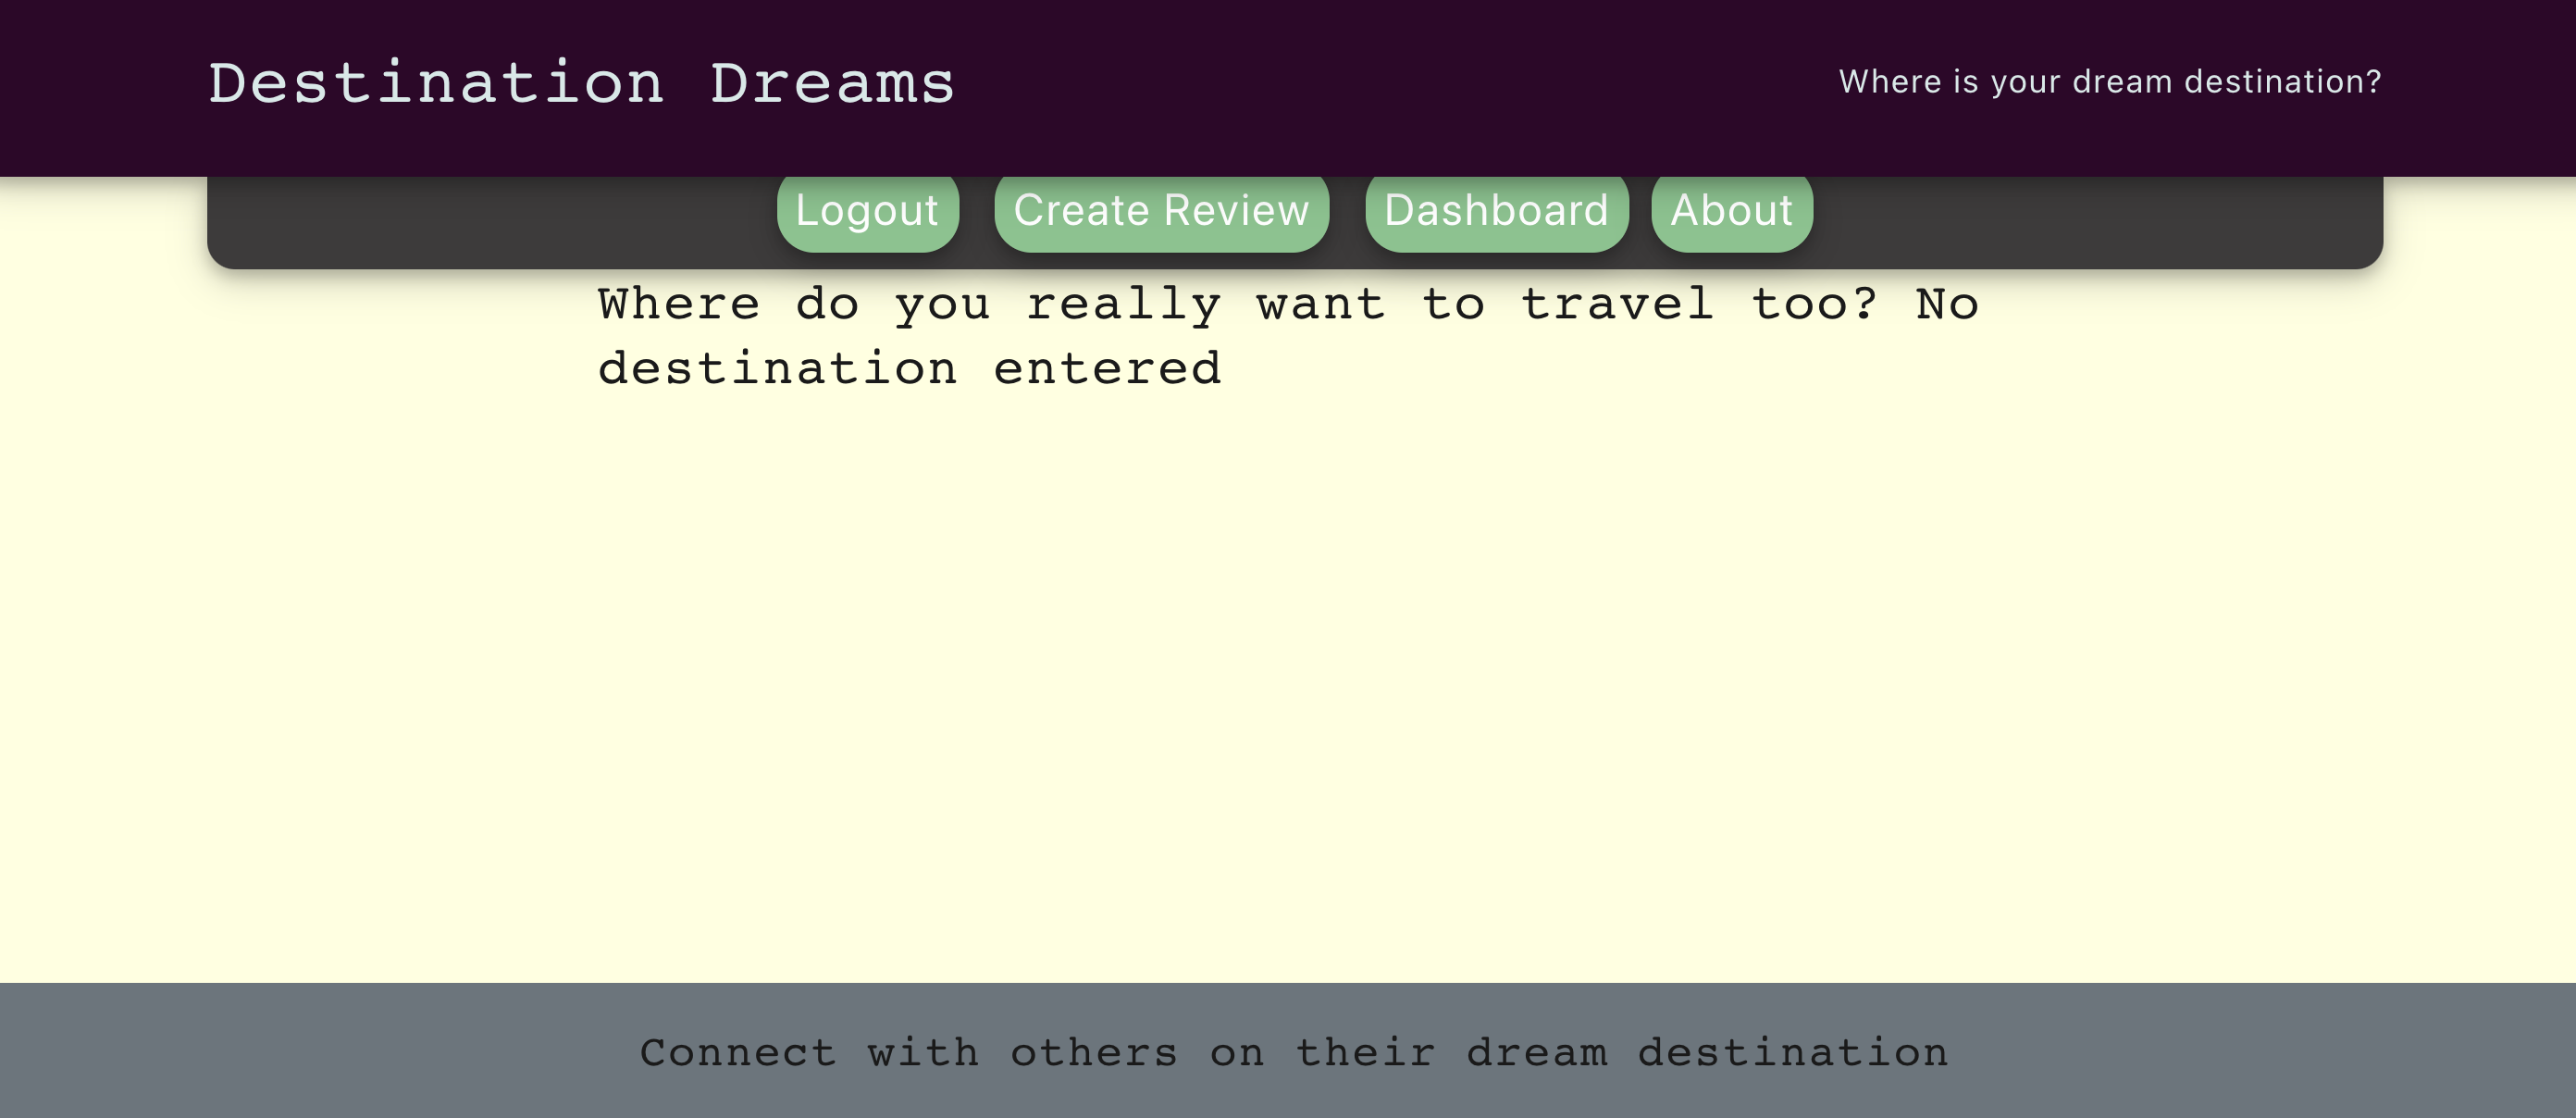 Destination Dreams
Where is your dream destination?
Logout
Create Review
Dashboard
About
Where do you really want to travel too? No
destination entered
Connect with others on their dream destination